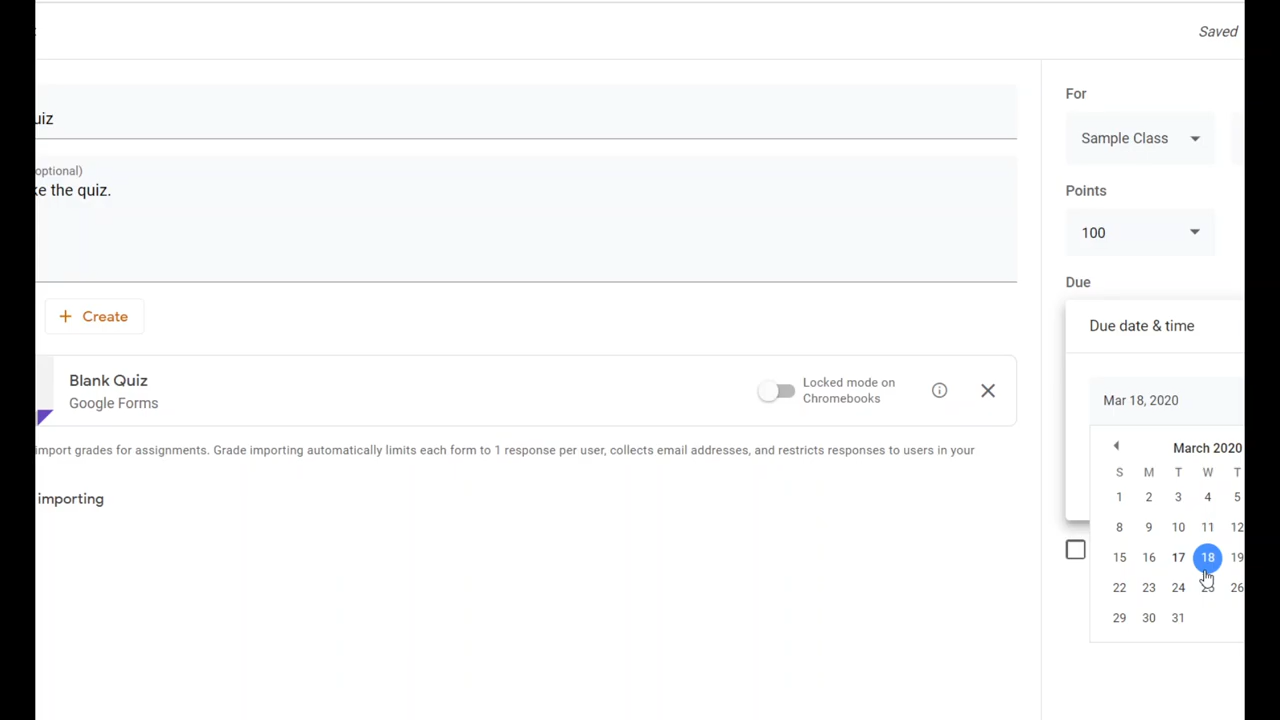 Saved
uiz
optional)
ke the quiz.
Create
Blank Quiz
Google Forms
Locked mode on
Chromebooks
import grades for assignments. Grade importing automatically limits each form to 1 response per user, collects email addresses, and restricts responses to users in your
importing
For
Sample Class
Points
100
Due
Due date & time
Mar 18, 2020
March 2020
S M T W T
1 2 3 4 5
8 9 10 11 12
15 16 17 18 19
22 23 24 25 26
29 30 31